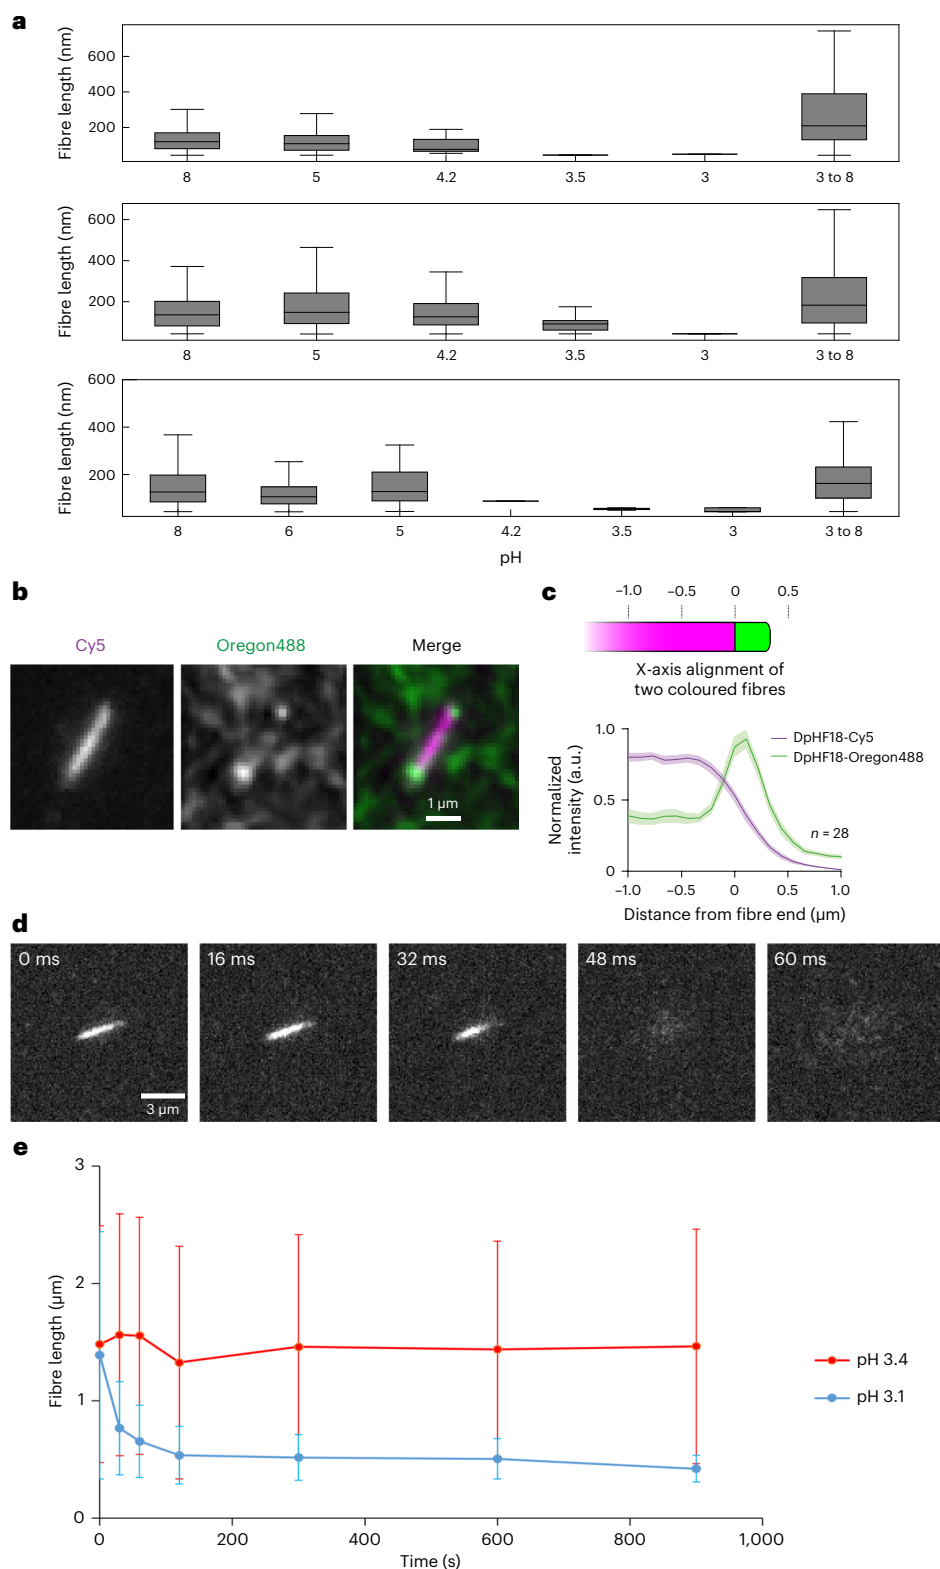 a
Fibre length (nm)
600
400
200
8 5 4.2 3.5 3 3 to 8
Fibre length (nm)
600
400
200
8 5 4.2 3.5 3 3 to 8
Fibre length (nm)
600
400
200
8 6 5 4.2 3.5 3 3 to 8
pH
b
Cy5 Oregon488 Merge
1 µm
c
–1.0 –0.5 0 0.5
X-axis alignment of
two coloured fibres
Normalized
intensity (a.u.)
1.0
0.5
0
DpHF18-Cy5
DpHF18-Oregon488
n = 28
–1.0 –0.5 0 0.5 1.0
Distance from fibre end (µm)
d
0 ms 16 ms 32 ms 48 ms 60 ms
3 µm
e
Fibre length (µm)
3
2
1
0
pH 3.4
pH 3.1
0 200 400 600 800 1,000
Time (s)